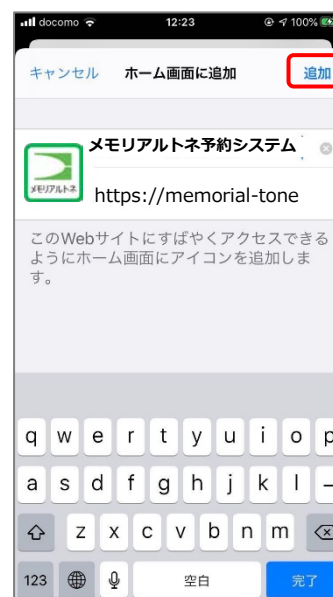 docomo 12:23 100%
キャンセル ホーム画面に追加 追加
メモリアルトネ予約システム
メモリアルトネ
https://memorial-tone
このWebサイトにすばやくアクセスできる
ようにホーム画面にアイコンを追加しま
す。
q w e r t y u i o p
a s d f g h j k l -
z x c v b n m
123 空白 完了